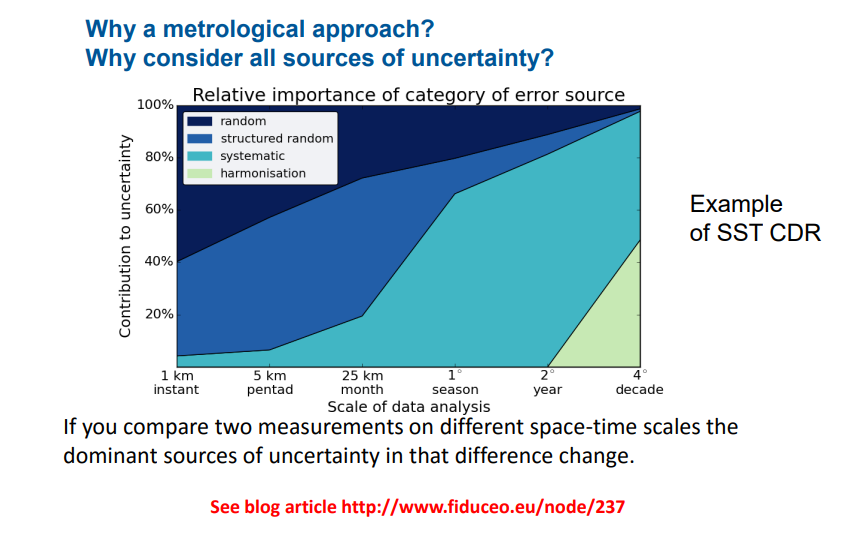 Why a metrological approach?
Why consider all sources of uncertainty?
Relative importance of category of error source
100%
80%
60%
40%
20%
Contribution to uncertainty
random
structured random
systematic
harmonisation
1 km
instant
5 km
pentad
25 km
month
1°
season
2°
year
4°
decade
Scale of data analysis
Example
of SST CDR
If you compare two measurements on different space-time scales the
dominant sources of uncertainty in that difference change.
See blog article http://www.fiduceo.eu/node/237